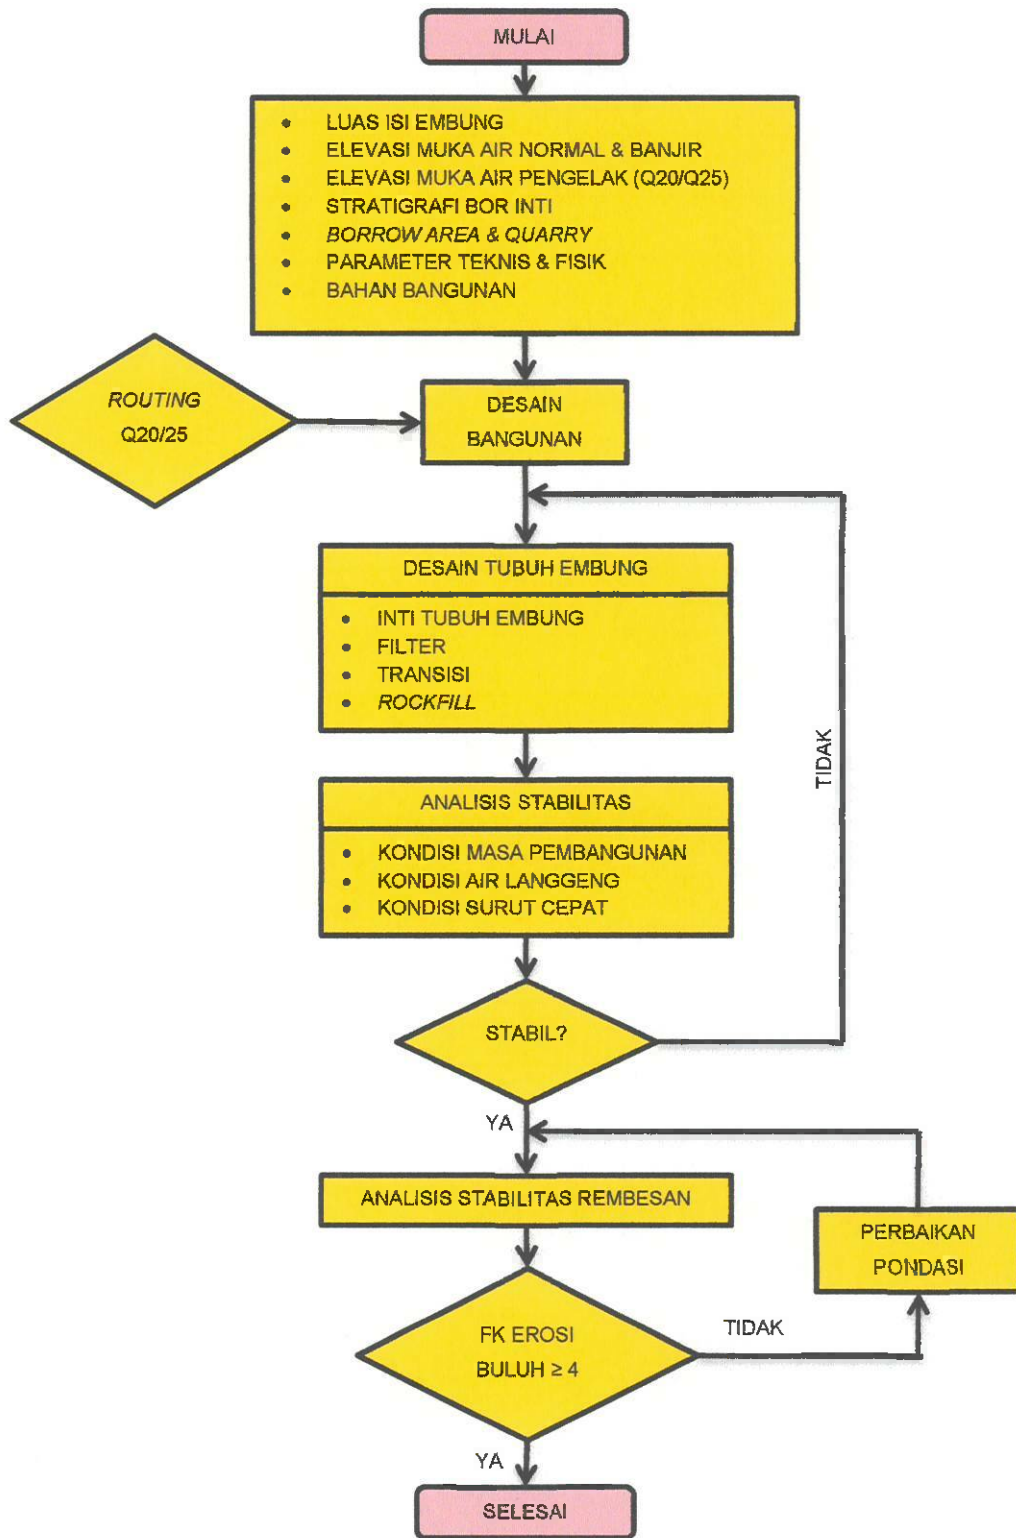 MULAI
• LUAS ISI EMBUNG
• ELEVASI MUKA AIR NORMAL & BANJIR
• ELEVASI MUKA AIR PENGELAK (Q20/Q25)
• STRATIGRAFI BOR INTI
• BORROW AREA & QUARRY
• PARAMETER TEKNIS & FISIK
• BAHAN BANGUNAN
ROUTING
Q20/25
DESAIN
BANGUNAN
DESAIN TUBUH EMBUNG
• INTI TUBUH EMBUNG
• FILTER
• TRANSISI
• ROCKFILL
TIDAK
ANALISIS STABILITAS
• KONDISI MASA PEMBANGUNAN
• KONDISI AIR LANGGENG
• KONDISI SURUT CEPAT
STABIL?
YA
ANALISIS STABILITAS REMBESAN
PERBAIKAN
PONDASI
FK EROSI
BULUH ≥ 4
TIDAK
YA
SELESAI